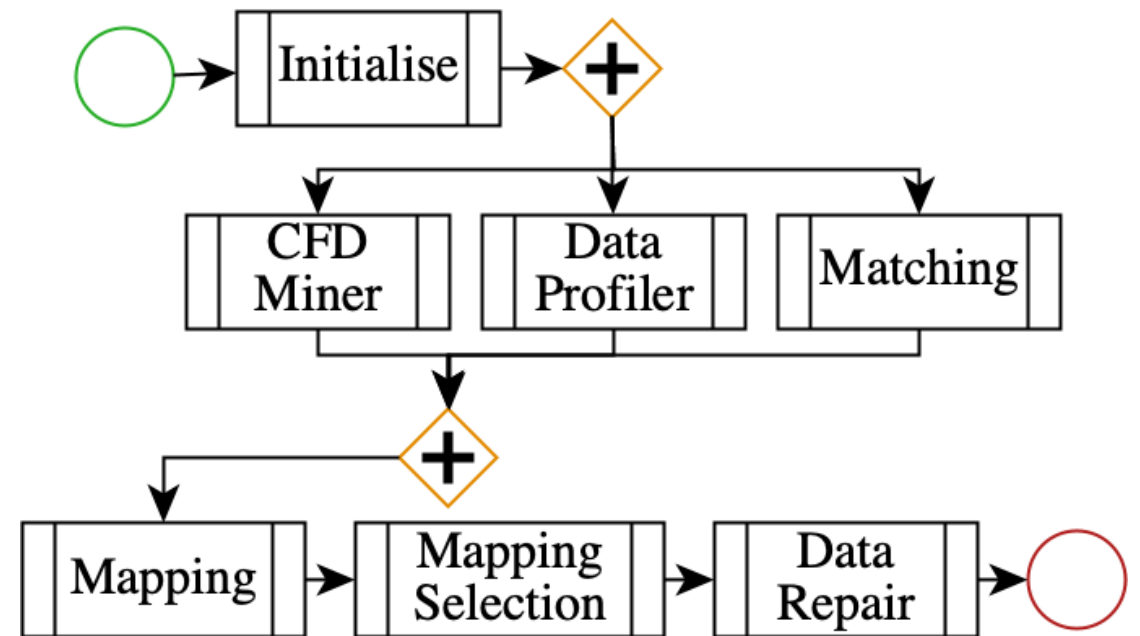 Initialise
CFD
Miner
Data
Profiler
Matching
Mapping
Mapping
Selection
Data
Repair